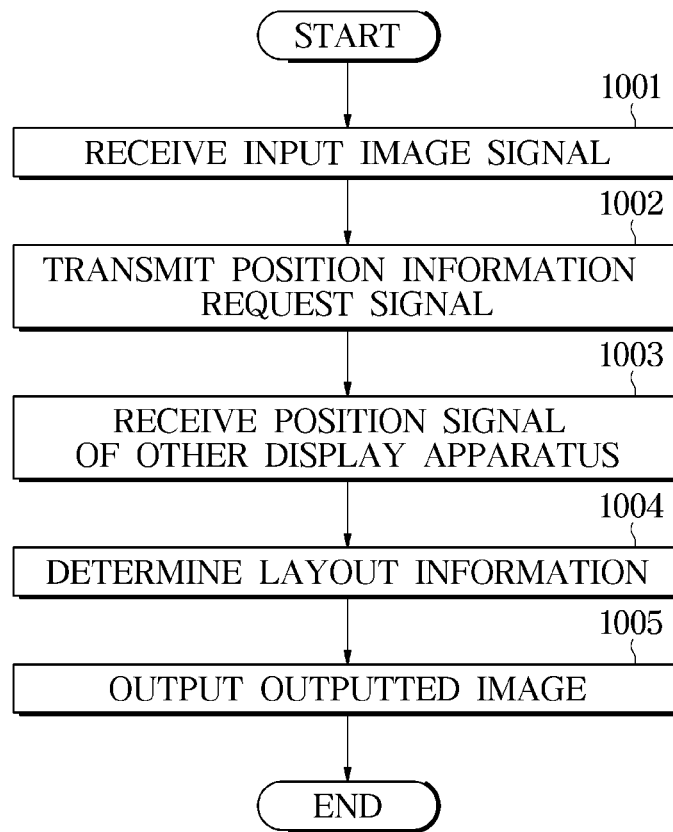 START
1001
RECEIVE INPUT IMAGE SIGNAL
1002
TRANSMIT POSITION INFORMATION
REQUEST SIGNAL
1003
RECEIVE POSITION SIGNAL
OF OTHER DISPLAY APPARATUS
1004
DETERMINE LAYOUT INFORMATION
1005
OUTPUT OUTPUTTED IMAGE
END